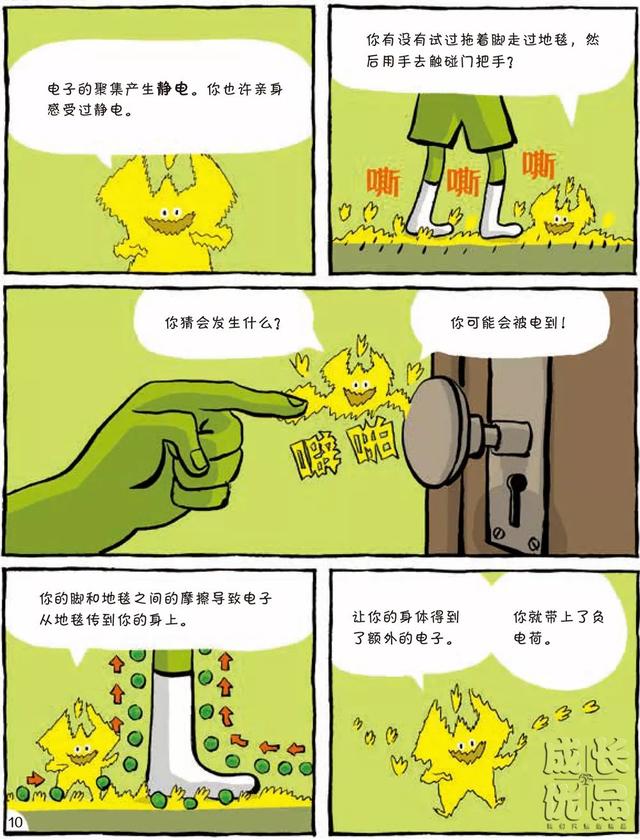 电子的聚集产生静电。你也许亲身
感受过静电。
你有没有试过拖着脚走过地毯，然
后用手去触碰门把手？
嘶
嘶
嘶
你猜会发生什么？
你可能会被电到！
噼啪
你的脚和地毯之间的摩擦导致电子
从地毯传到你的身上。
让你的身体得到
了额外的电子。
你就带上了负
电荷。
10
成长
优品